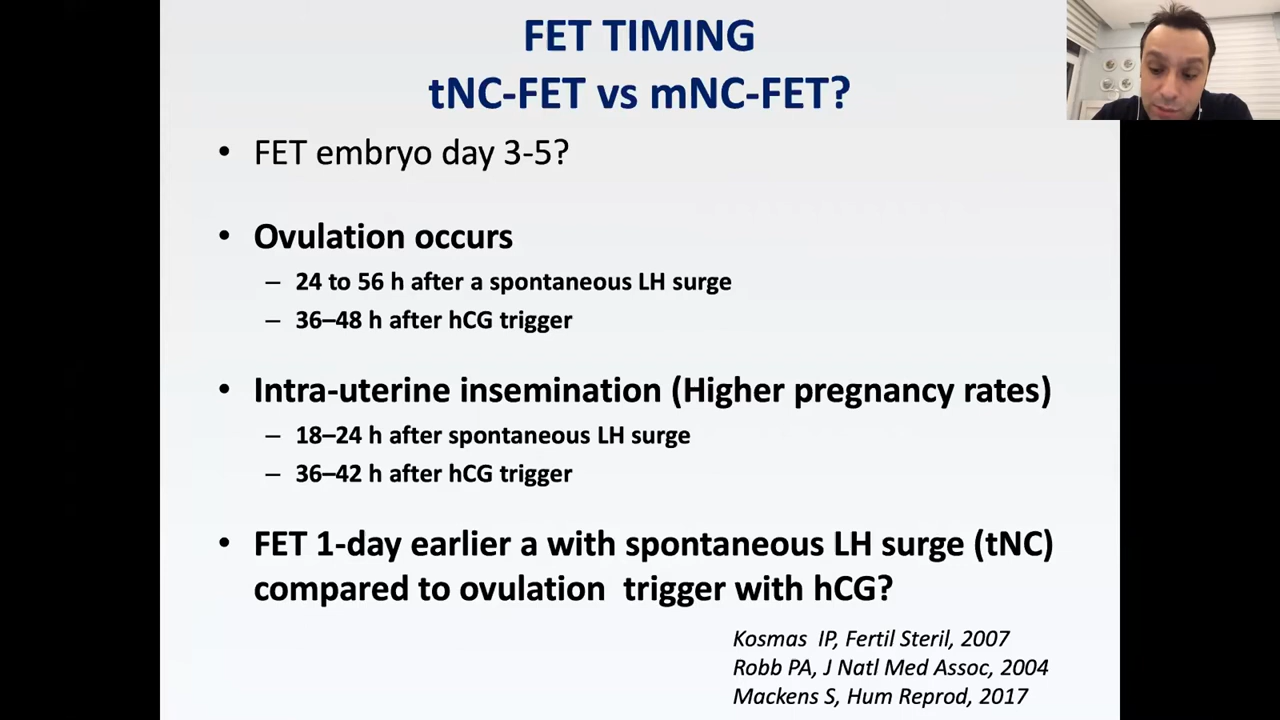 FET TIMING
tNC-FET vs mNC-FET?
• FET embryo day 3-5?
• Ovulation occurs
– 24 to 56 h after a spontaneous LH surge
– 36–48 h after hCG trigger
• Intra-uterine insemination (Higher pregnancy rates)
– 18–24 h after spontaneous LH surge
– 36–42 h after hCG trigger
• FET 1-day earlier a with spontaneous LH surge (tNC)
compared to ovulation  trigger with hCG?
Kosmas  IP, Fertil Steril, 2007
Robb PA, J Natl Med Assoc, 2004
Mackens S, Hum Reprod, 2017